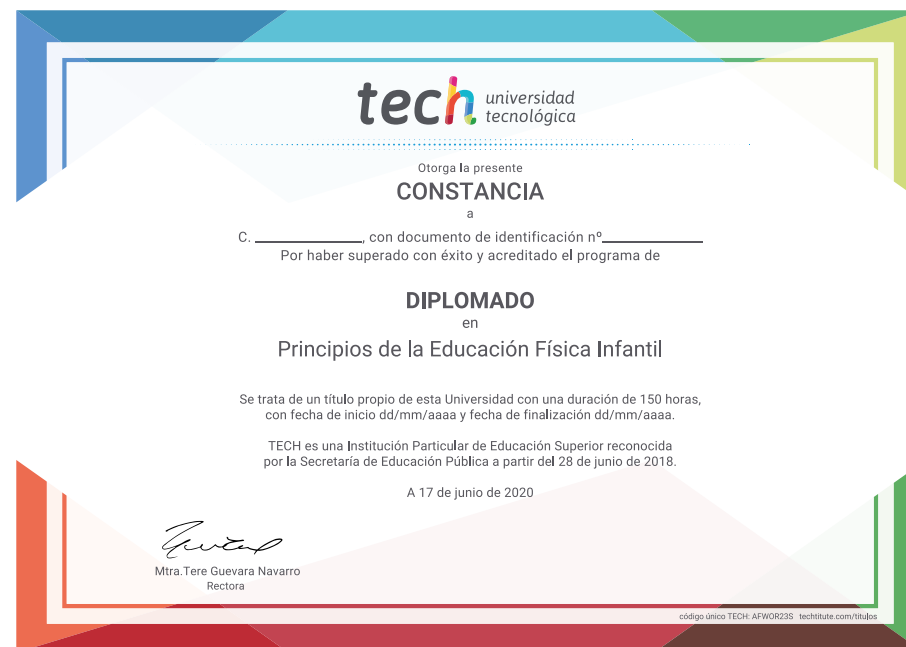 tech universidad
tecnológica
Otorga la presente
CONSTANCIA
a
C. ______________, con documento de identificación nº_____________
Por haber superado con éxito y acreditado el programa de
DIPLOMADO
en
Principios de la Educación Física Infantil
Se trata de un título propio de esta Universidad con una duración de 150 horas,
con fecha de inicio dd/mm/aaaa y fecha de finalización dd/mm/aaaa.
TECH es una Institución Particular de Educación Superior reconocida
por la Secretaría de Educación Pública a partir del 28 de junio de 2018.
A 17 de junio de 2020
Mtra.Tere Guevara Navarro
Rectora
código único TECH: AFWOR23S techtitute.com/titulos